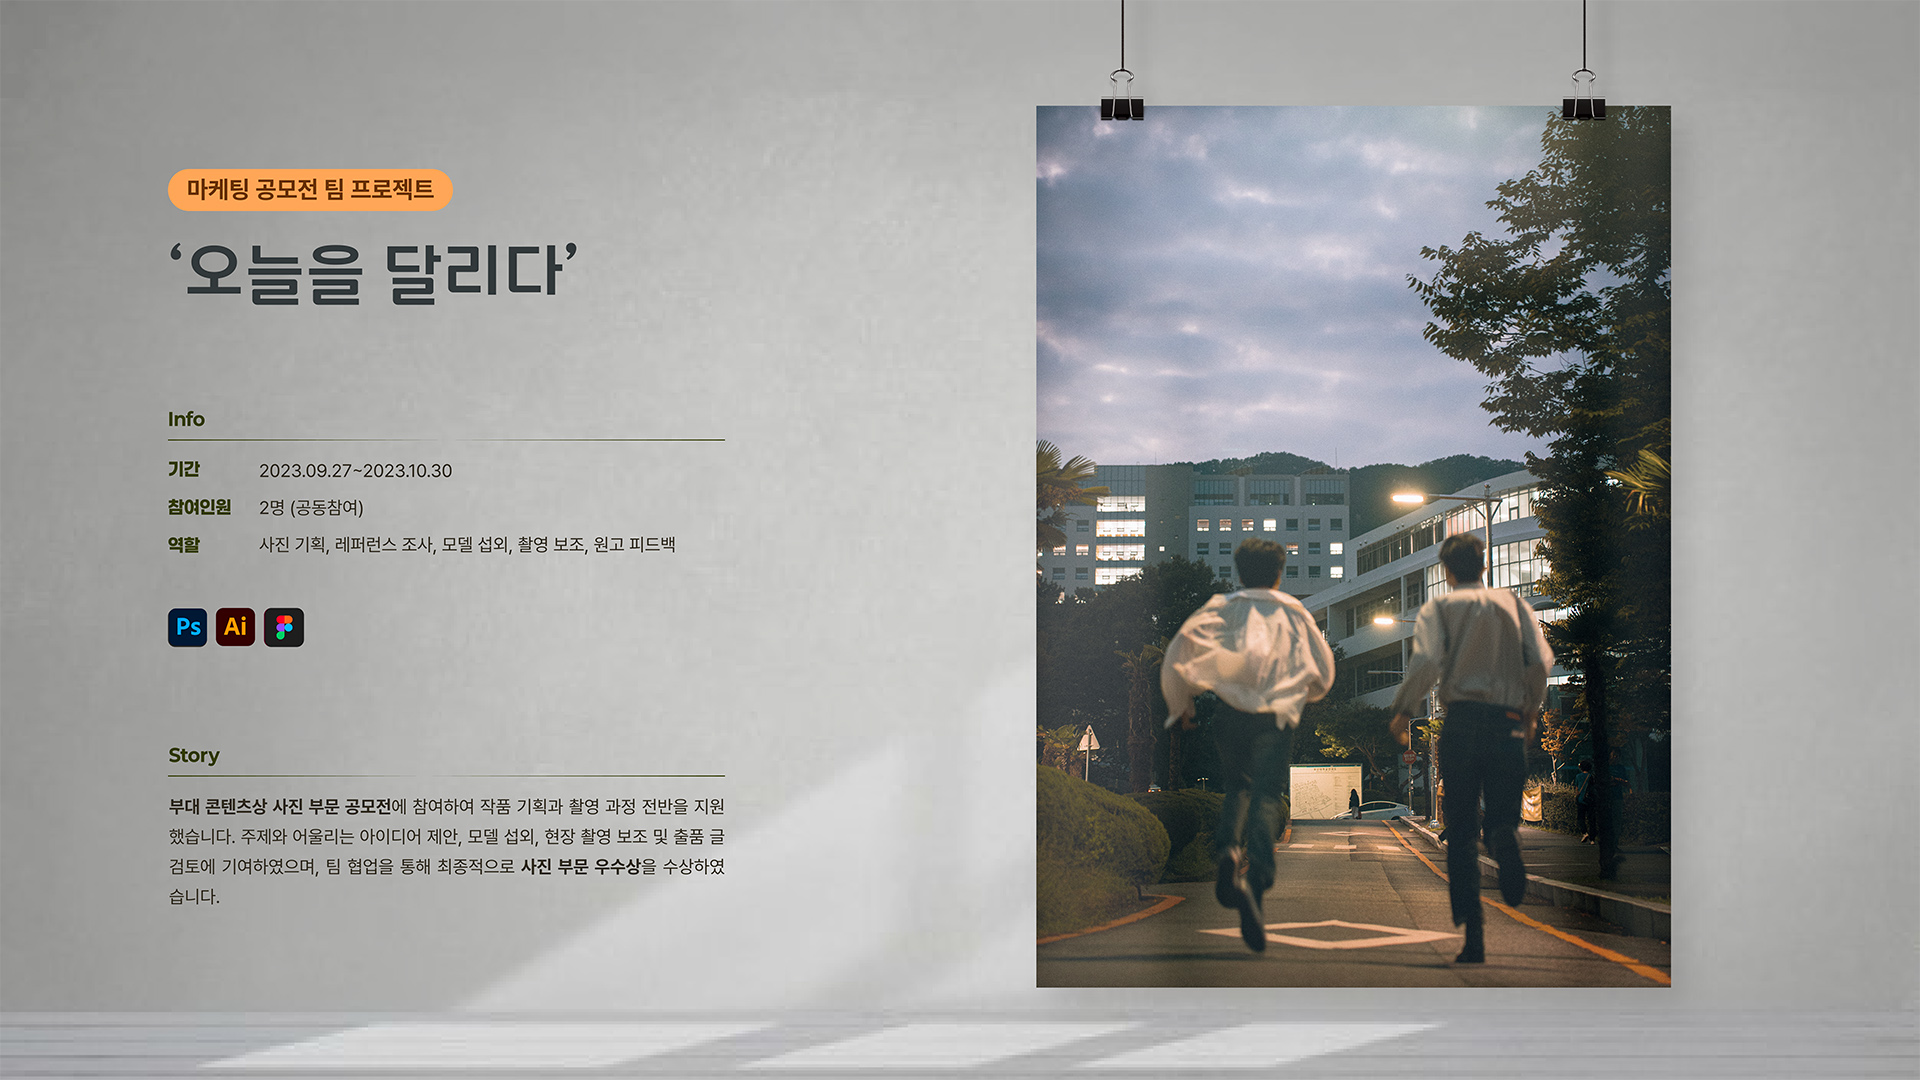 마케팅 공모전 팀 프로젝트
‘오늘을 달리다’
Info
기간 2023.09.27~2023.10.30
참여인원 2명 (공동참여)
역할 사진 기획, 레퍼런스 조사, 모델 섭외, 촬영 보조, 원고 피드백
Ps Ai
Story
부대 콘텐츠상 사진 부문 공모전에 참여하여 작품 기획과 촬영 과정 전반을 지원
했습니다. 주제와 어울리는 아이디어 제안, 모델 섭외, 현장 촬영 보조 및 출품 글
검토에 기여하였으며, 팀 협업을 통해 최종적으로 사진 부문 우수상을 수상하였
습니다.